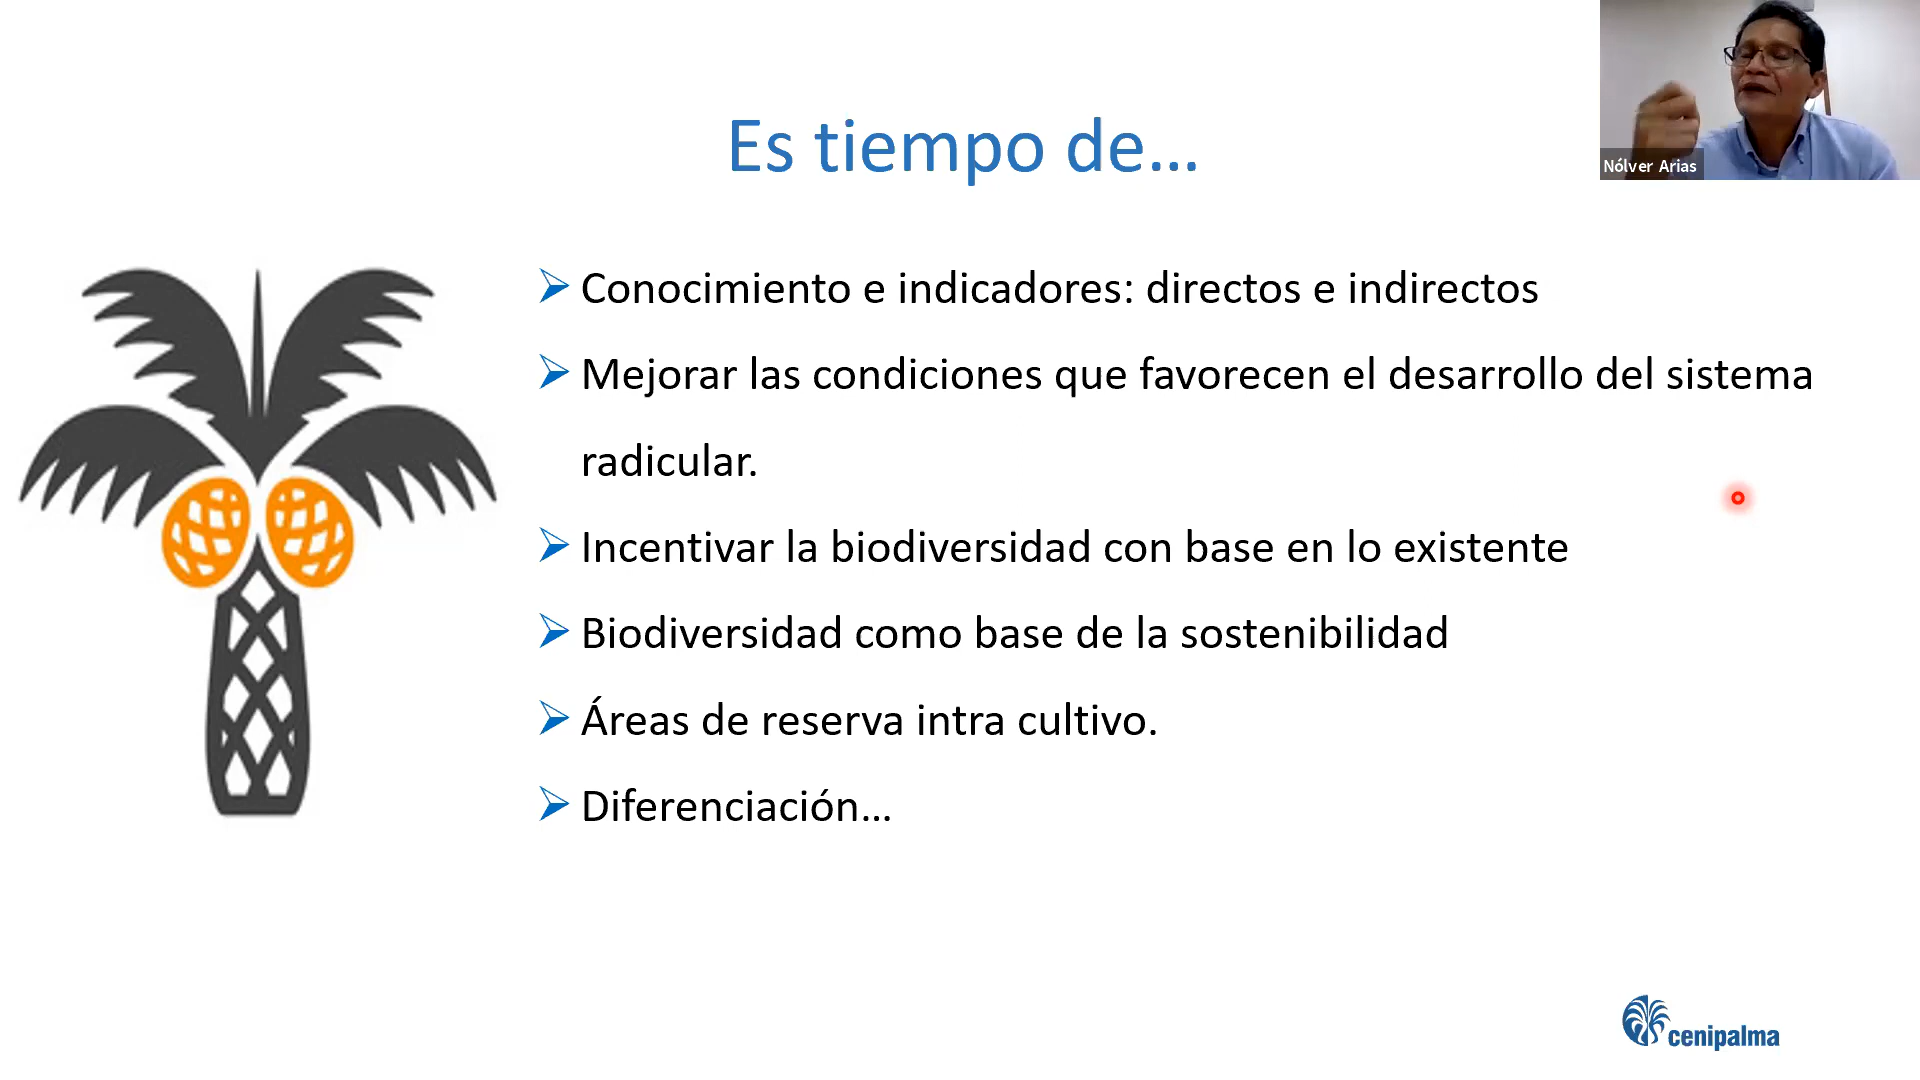 Nólver Arias
Es tiempo de...
Conocimiento e indicadores: directos e indirectos
Mejorar las condiciones que favorecen el desarrollo del sistema
radicular.
Incentivar la biodiversidad con base en lo existente
Biodiversidad como base de la sostenibilidad
Áreas de reserva intra cultivo.
Diferenciación...
cenipalma